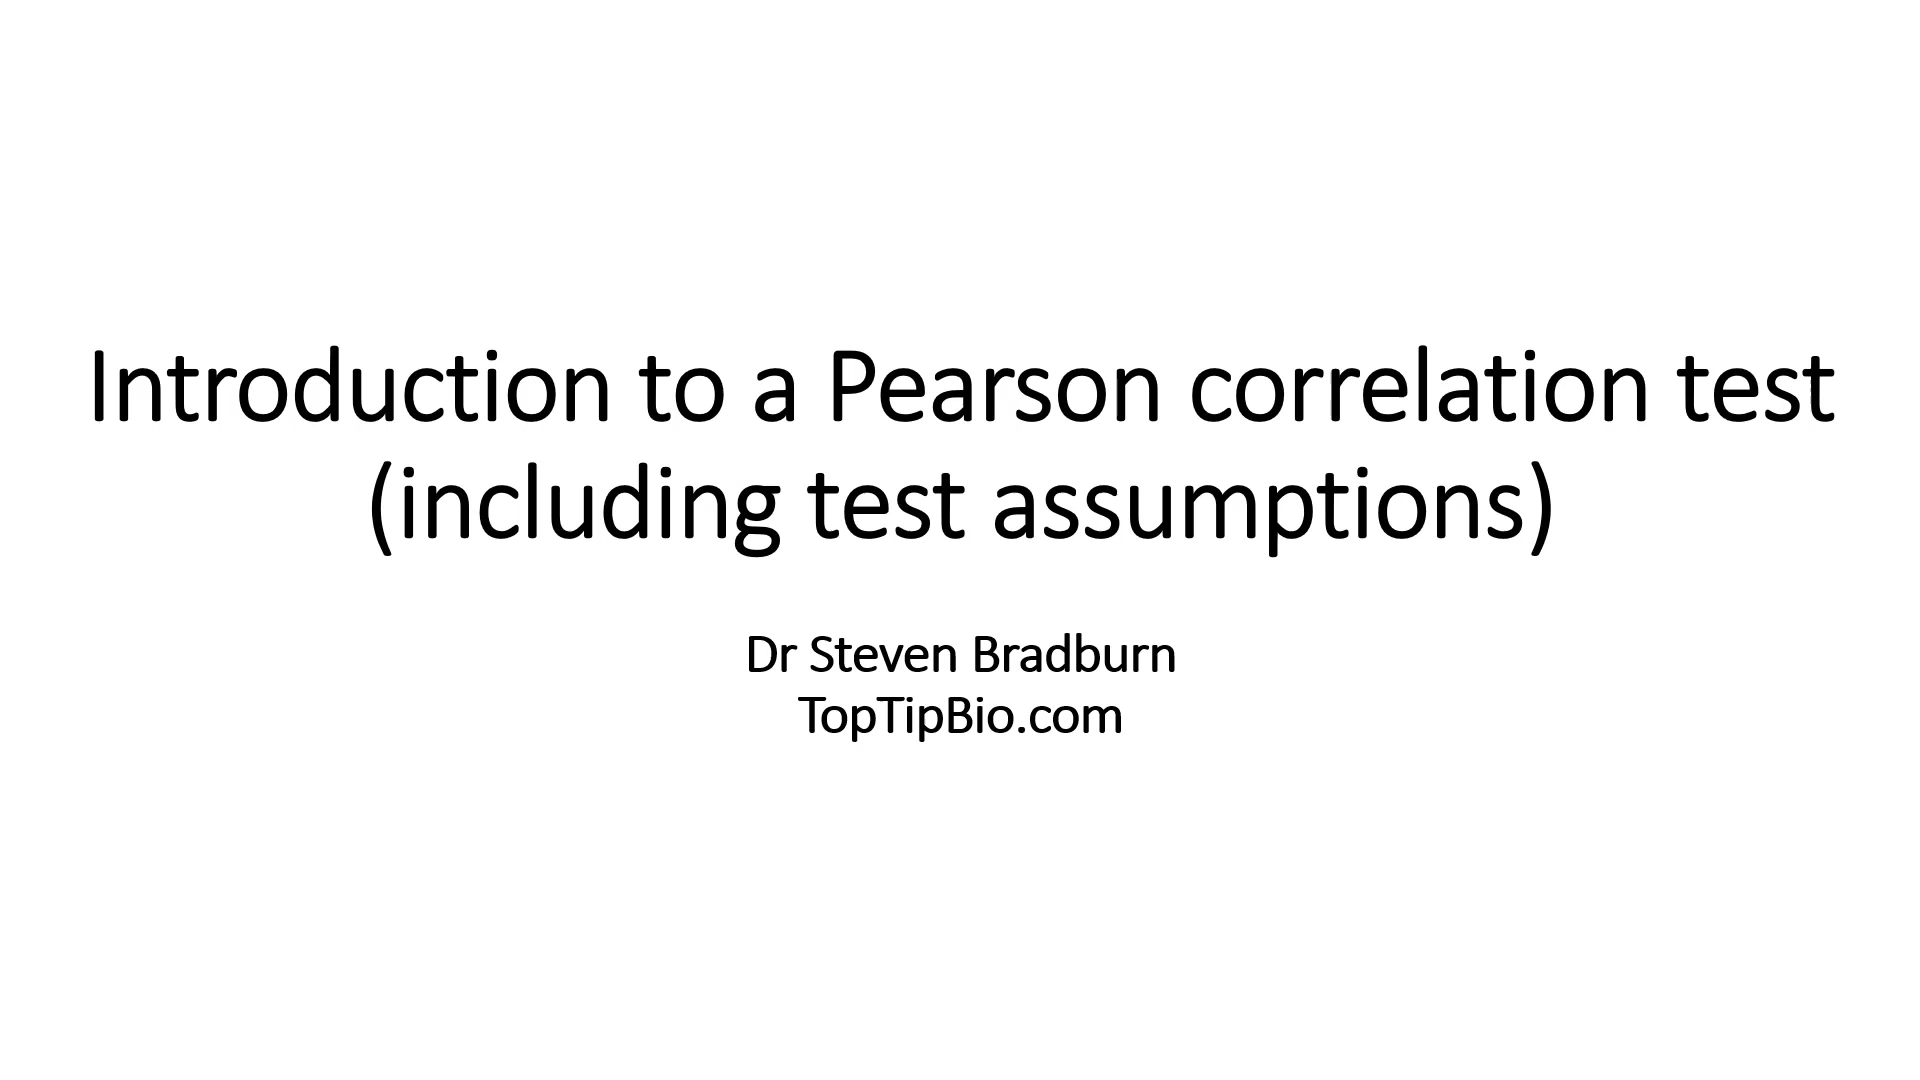 Introduction to a Pearson correlation test
(including test assumptions)
Dr Steven Bradburn
TopTipBio.com